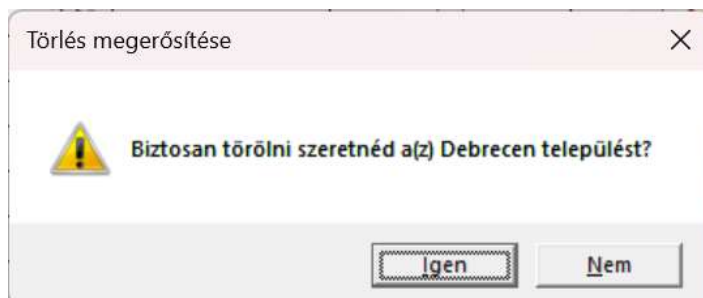 Törlés megerősítése
Biztosan törölni szeretnéd a(z) Debrecen települést?
Igen
Nem